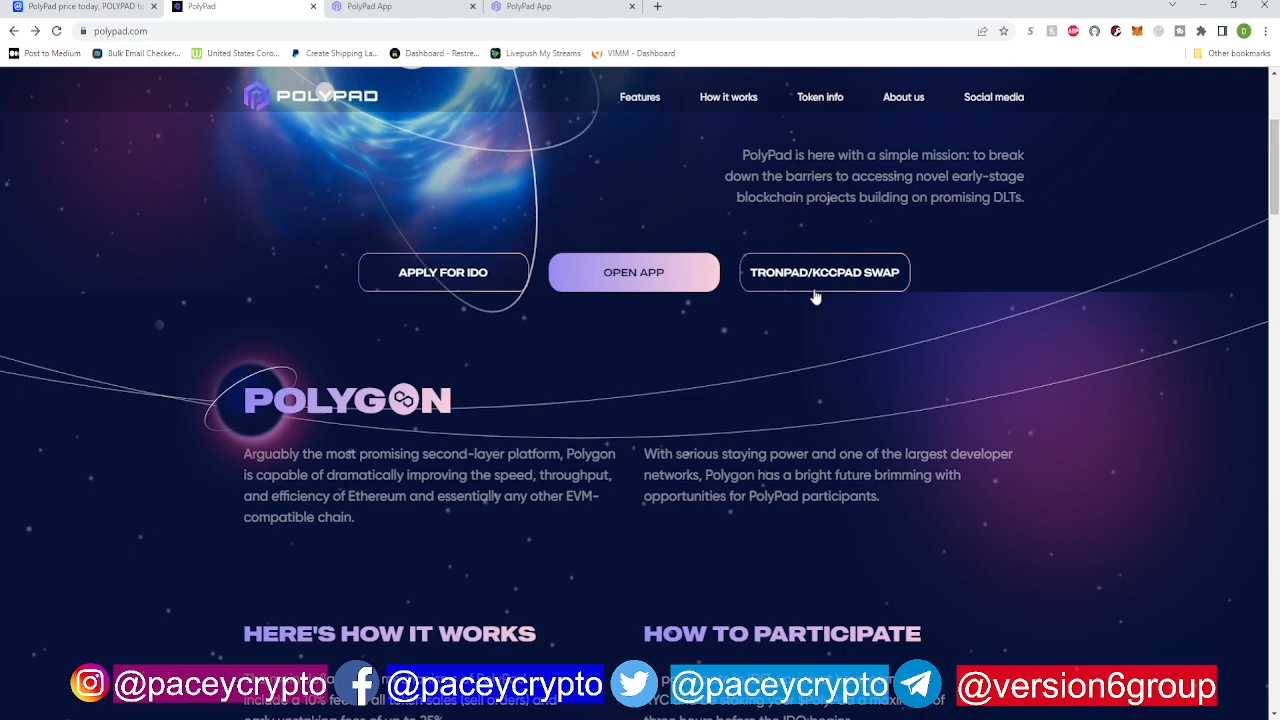 PolyPad price today, POLYPAD to
PolyPad
PolyPad App
PolyPad App
polypad.com
Post to Medium
Bulk Email Checker...
United States Coro...
Create Shipping La...
Dashboard - Restre...
Livepush My Streams
VIMM - Dashboard
Other bookmarks
POLYPAD
Features
How it works
Token info
About us
Social media
PolyPad is here with a simple mission: to break
down the barriers to accessing novel early-stage
blockchain projects building on promising DLTs.
APPLY FOR IDO
OPEN APP
TRONPAD/KCCPAD SWAP
POLYGON
Arguably the most promising second-layer platform, Polygon
is capable of dramatically improving the speed, throughput,
and efficiency of Ethereum and essentially any other EVM-
compatible chain.
With serious staying power and one of the largest developer
networks, Polygon has a bright future brimming with
opportunities for PolyPad participants.
HERE'S HOW IT WORKS
HOW TO PARTICIPATE
@paceycrypto
@paceycrypto
@paceycrypto
@version6group